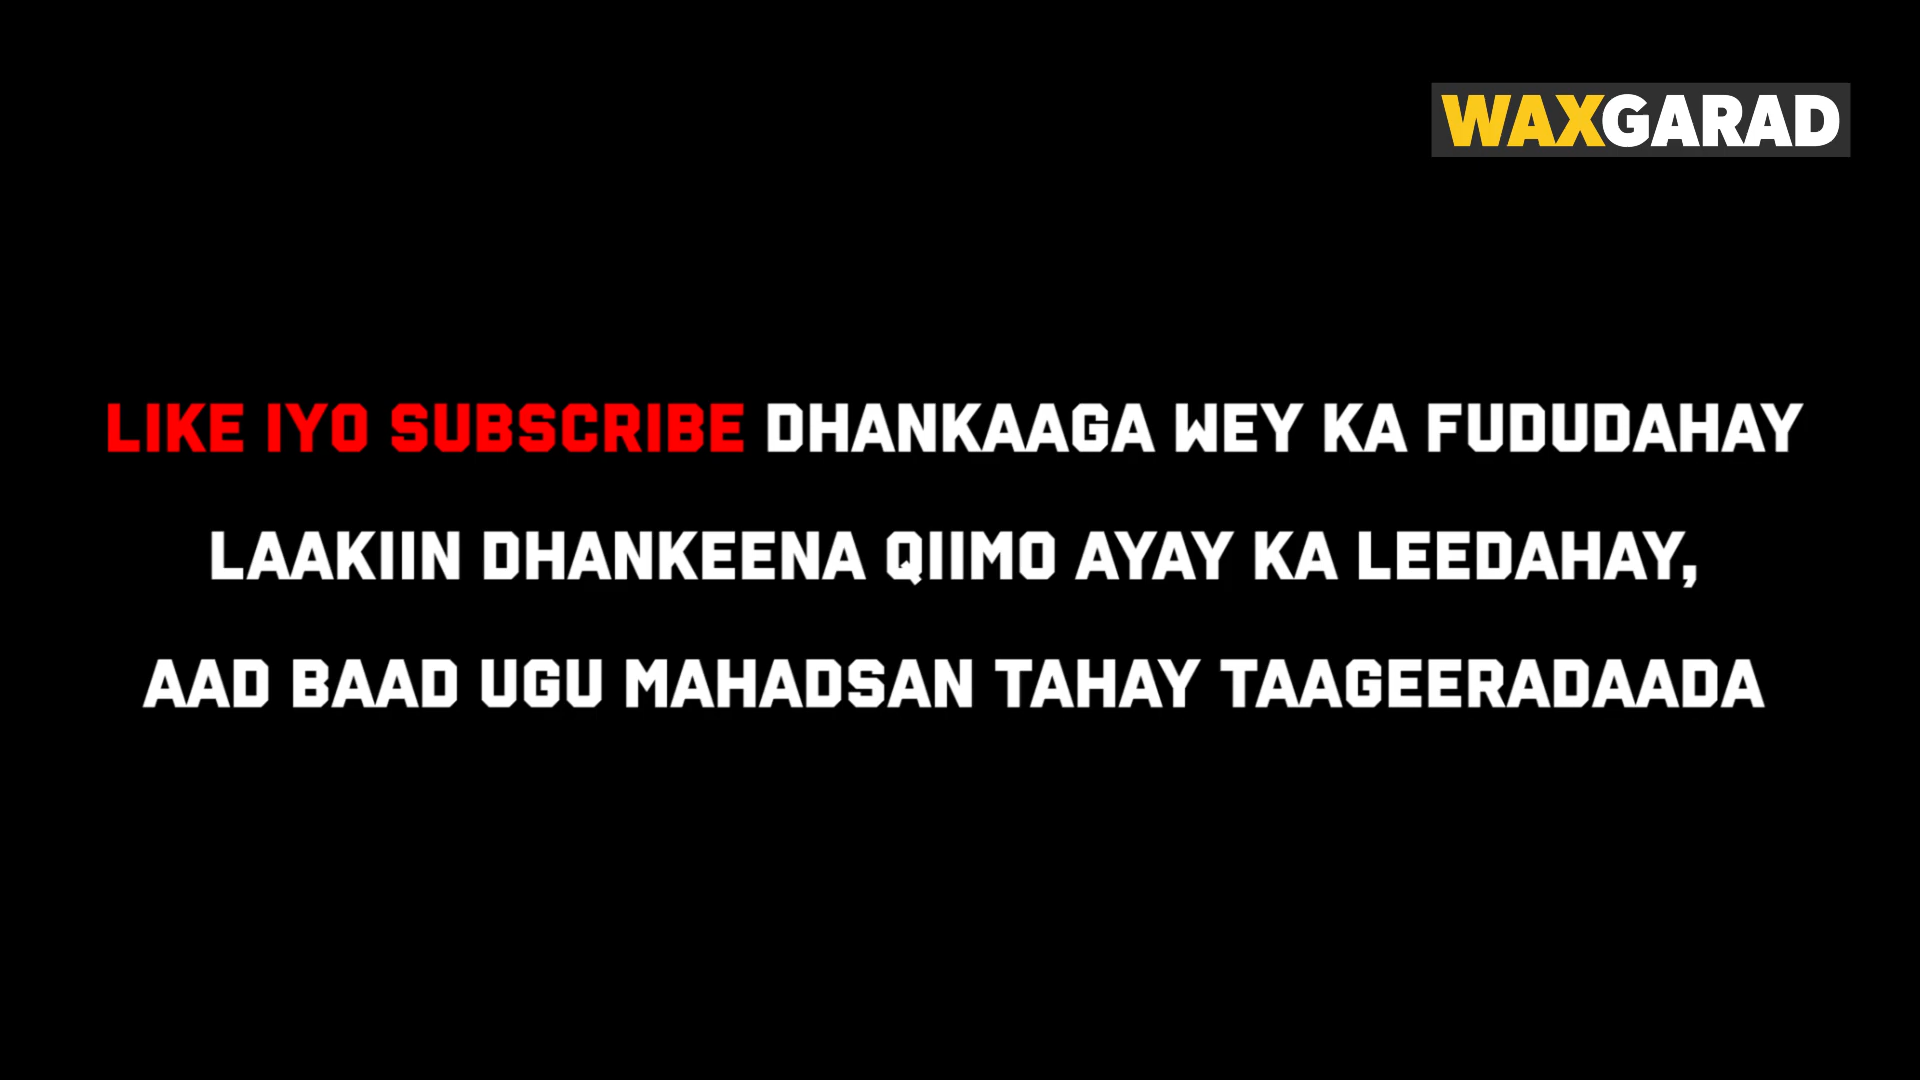 WAXGARAD
LIKE IYO SUBSCRIBE DHANKAAGA WEY KA FUDUDAHAY
LAAKIIN DHANKEENA QIIMO AYAY KA LEEDAHAY,
AAD BAAD UGU MAHADSAN TAHAY TAAGEERADAADA